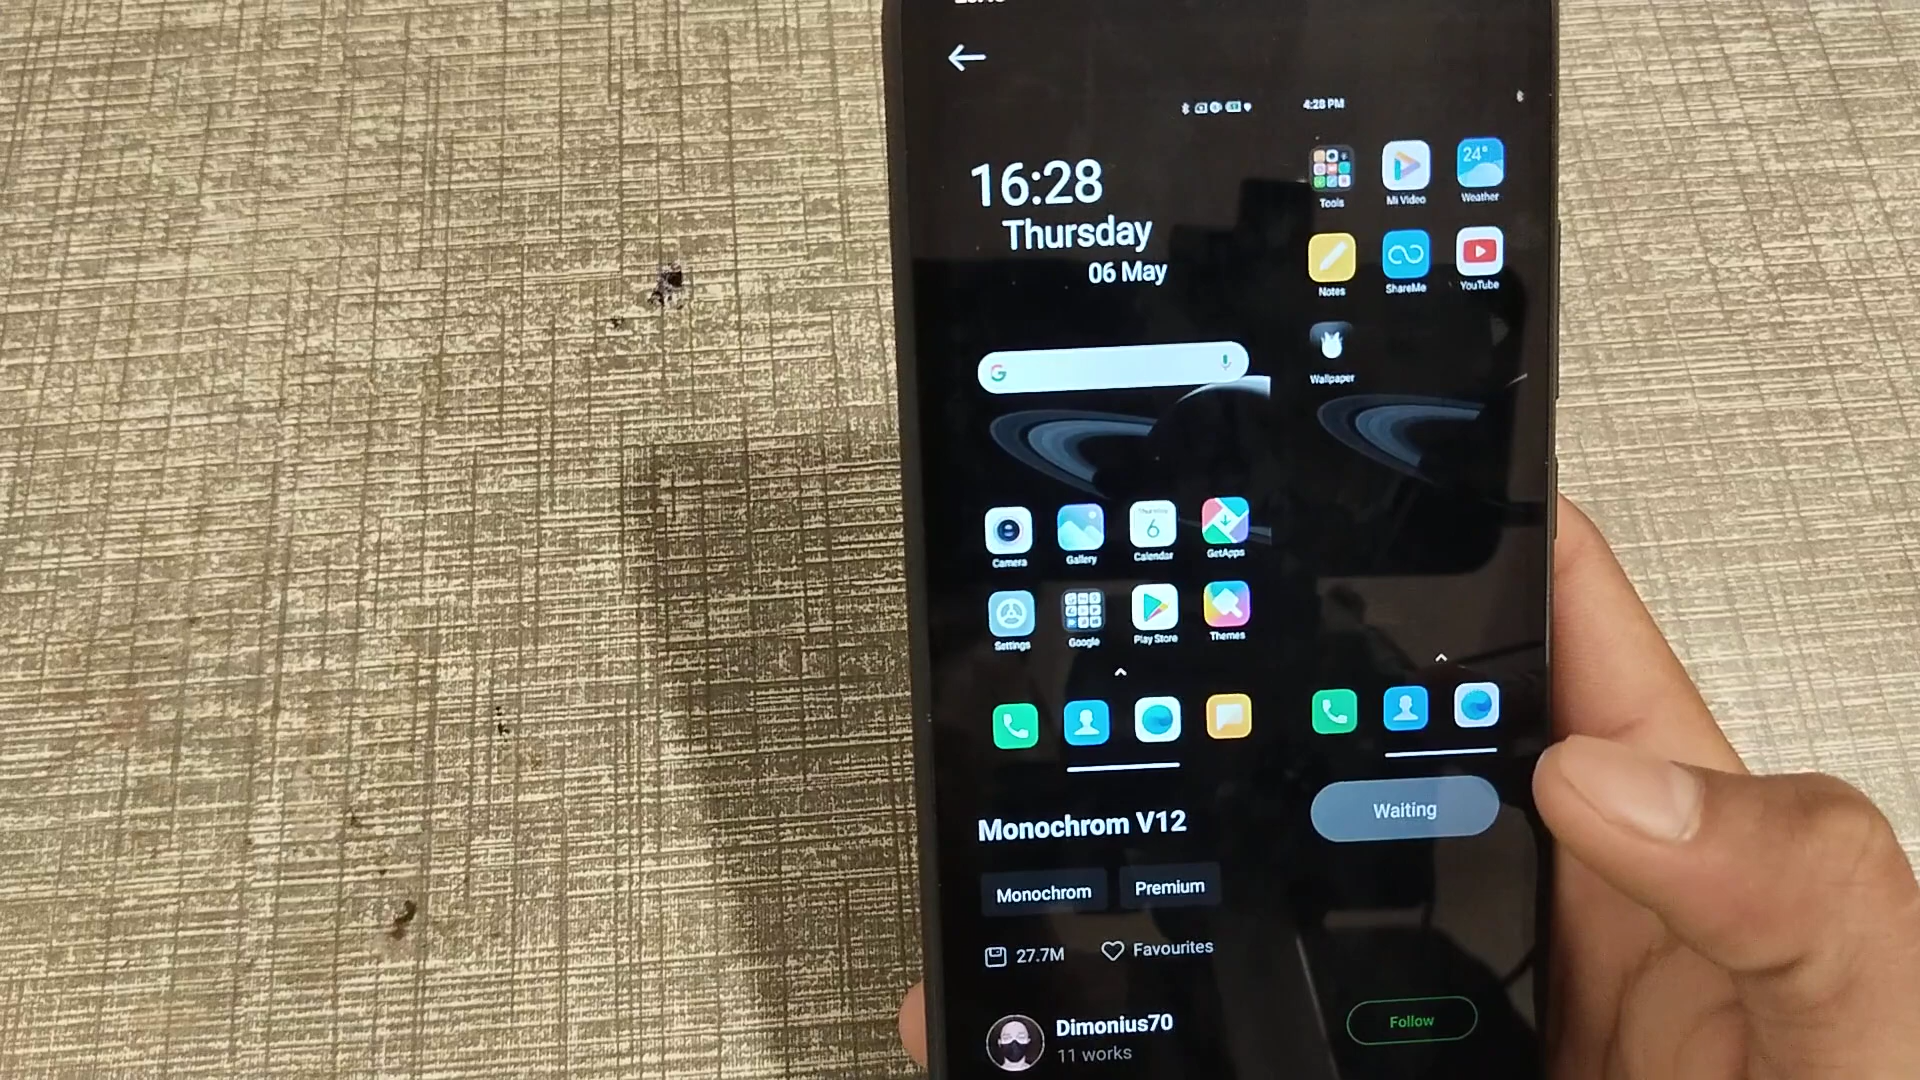 4:28 PM
16:28
Thursday
06 May
24°
Tools
Mi Video
Weather
Notes
ShareMe
YouTube
G
Wallpaper
Thursday
6
Camera
Gallery
Calendar
GetApps
Settings
Google
Play Store
Themes
Monochrom V12
Waiting
Monochrom
Premium
27.7M
Favourites
Dimonius70
11 works
Follow